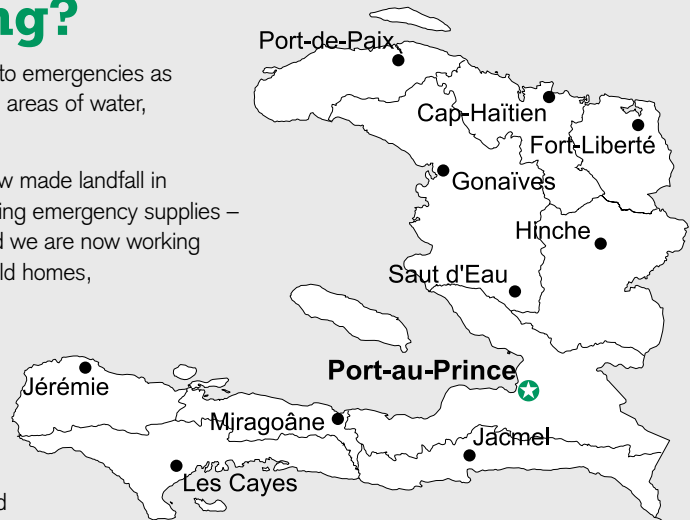 ng?
to emergencies as
areas of water,
w made landfall in
ing emergency supplies –
d we are now working
ld homes,
d
Port-de-Paix
Cap-Haïtien
Fort-Liberté
Gonaïves
Hinche
Saut d'Eau
Port-au-Prince
Jérémie
Miragoâne
Jacmel
Les Cayes